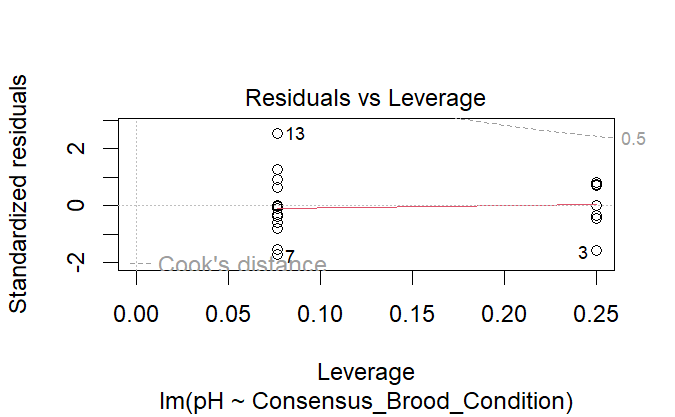 Residuals vs Leverage
Standardized residuals
2
0
-2
13
7
3
0.5
Cook's distance
0.00 0.05 0.10 0.15 0.20 0.25
Leverage
lm(pH ~ Consensus_Brood_Condition)